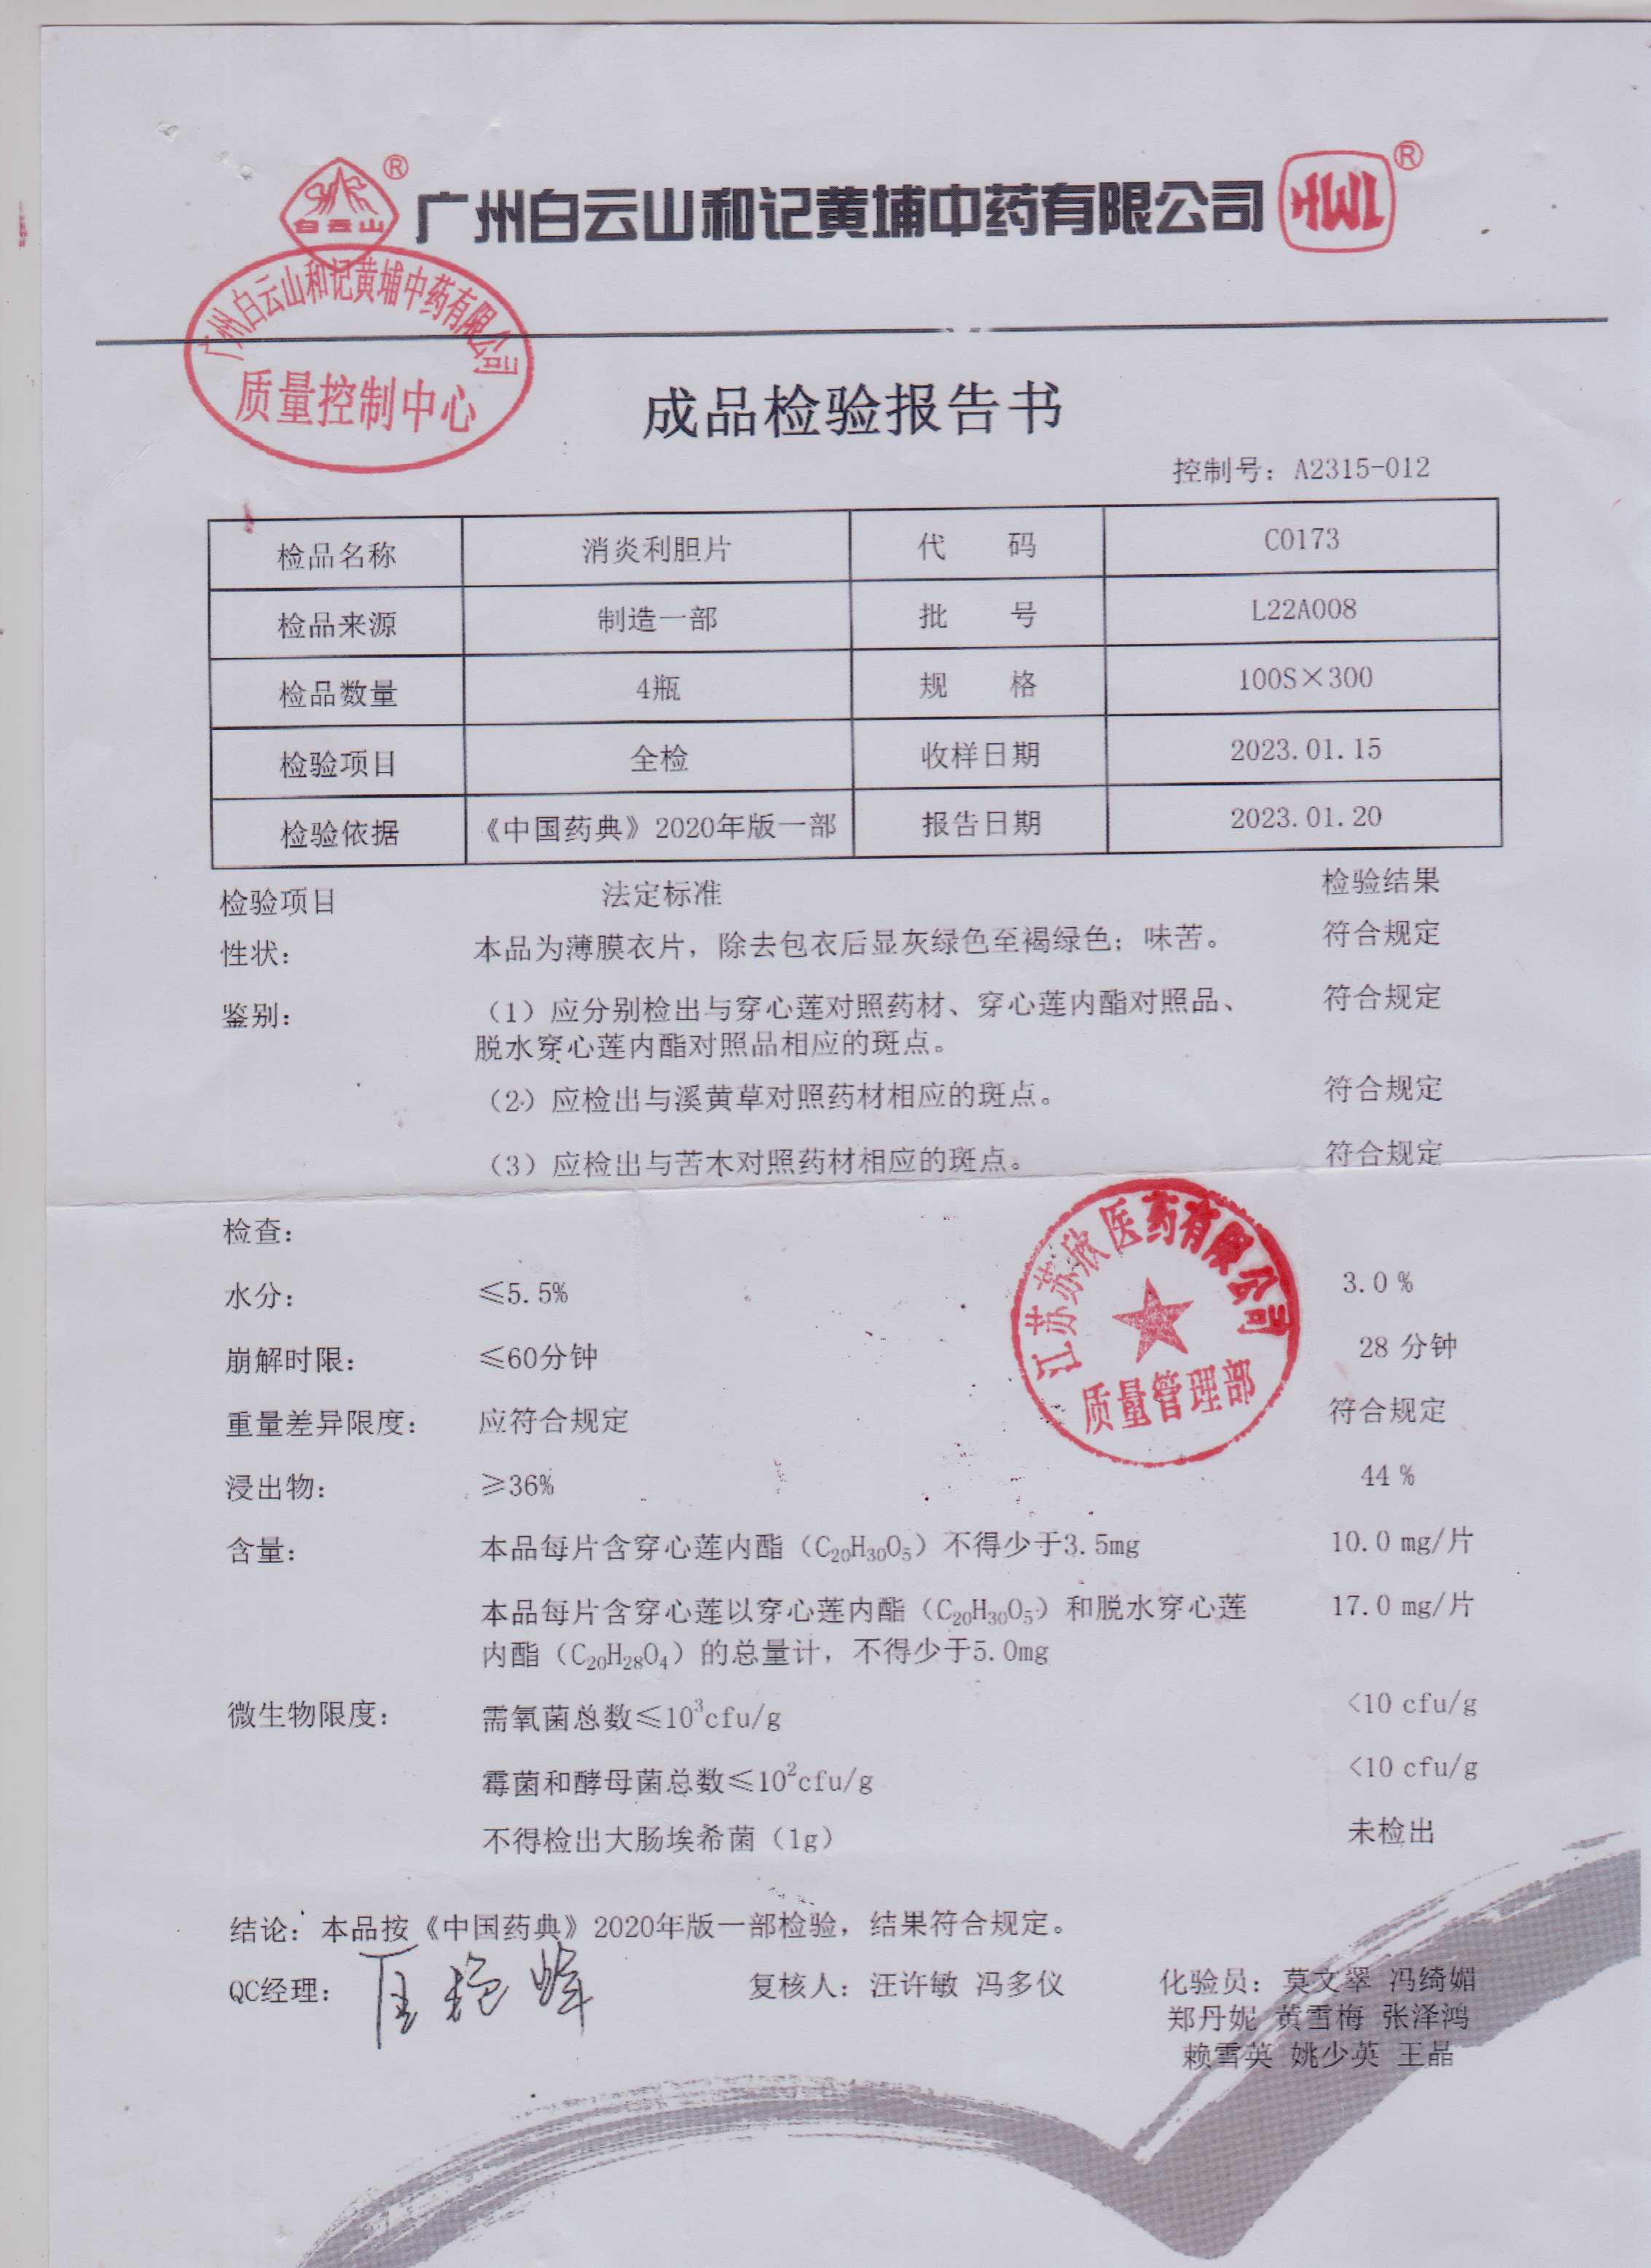 白云山® 广州白云山和记黄埔中药有限公司 HWL®
广州白云山和记黄埔中药有限公司
质量控制中心
成品检验报告书
控制号：A2315-012
检品名称 消炎利胆片 代 码 C0173
检品来源 制造一部 批 号 L22A008
检品数量 4瓶 规 格 100S×300
检验项目 全检 收样日期 2023.01.15
检验依据 《中国药典》2020年版一部 报告日期 2023.01.20
检验项目 法定标准 检验结果
性状： 本品为薄膜衣片，除去包衣后显灰绿色至褐绿色；味苦。 符合规定
鉴别： （1）应分别检出与穿心莲对照药材、穿心莲内酯对照品、 符合规定
脱水穿心莲内酯对照品相应的斑点。
（2）应检出与溪黄草对照药材相应的斑点。 符合规定
（3）应检出与苦木对照药材相应的斑点。 符合规定
江苏苏欣医药有限公司
质量管理部
检查：
水分： ≤5.5% 3.0 %
崩解时限： ≤60分钟 28 分钟
重量差异限度： 应符合规定 符合规定
浸出物： ≥36% 44 %
含量： 本品每片含穿心莲内酯（C₂₀H₃₀O₅）不得少于3.5mg 10.0 mg/片
本品每片含穿心莲以穿心莲内酯（C₂₀H₃₀O₅）和脱水穿心莲 17.0 mg/片
内酯（C₂₀H₂₈O₄）的总量计，不得少于5.0mg
微生物限度： 需氧菌总数≤10³cfu/g <10 cfu/g
霉菌和酵母菌总数≤10²cfu/g <10 cfu/g
不得检出大肠埃希菌（1g） 未检出
结论：本品按《中国药典》2020年版一部检验，结果符合规定。
QC经理： 复核人：汪许敏 冯多仪 化验员：莫文翠 冯绮媚
郑丹妮 黄雪梅 张泽鸿
赖雪英 姚少英 王晶